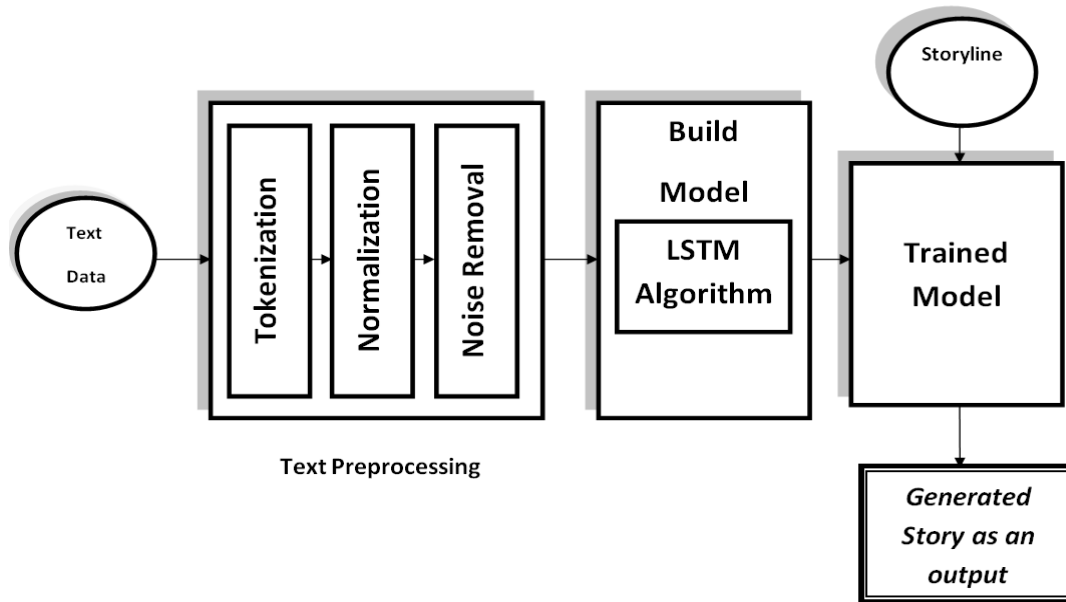 Text
Data
Tokenization
Normalization
Noise Removal
Text Preprocessing
Build
Model
LSTM
Algorithm
Storyline
Trained
Model
Generated
Story as an
output